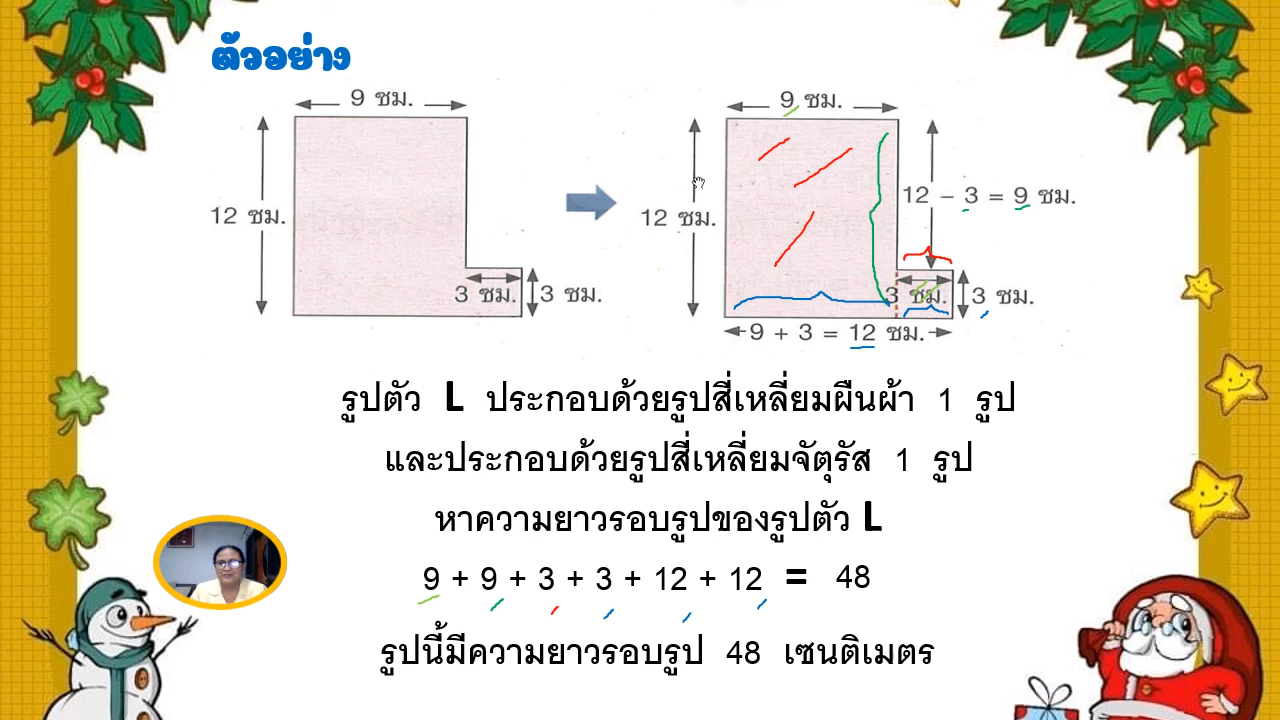 ตัวอย่าง
9 ซม.
12 ซม.
3 ซม.
3 ซม.
9 ซม.
12 ซม.
12 − 3 = 9 ซม.
3 ซม.
3 ซม.
9 + 3 = 12 ซม.
รูปตัว L ประกอบด้วยรูปสี่เหลี่ยมผืนผ้า 1 รูป
และประกอบด้วยรูปสี่เหลี่ยมจัตุรัส 1 รูป
หาความยาวรอบรูปของรูปตัว L
9 + 9 + 3 + 3 + 12 + 12 = 48
รูปนี้มีความยาวรอบรูป 48 เซนติเมตร